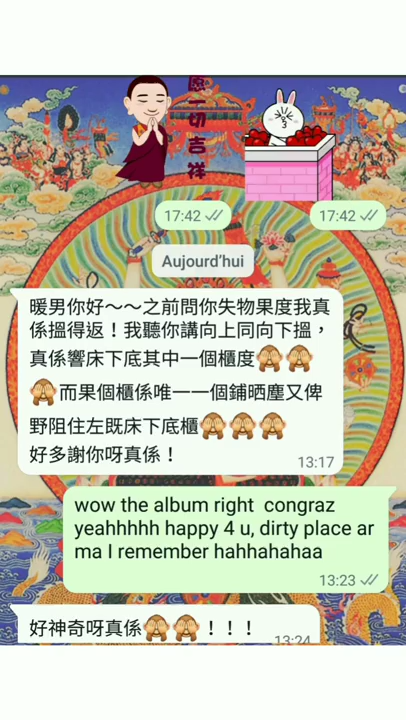 愿一切吉祥
17:42
17:42
Aujourd'hui
暖男你好～～之前問你失物果度我真
係搵得返！我聽你講向上同向下搵，
真係響床下底其中一個櫃度🙈🙈
🙈而果個櫃係唯一一個鋪晒塵又俾
野阻住左既床下底櫃🙈🙈🙈
好多謝你呀真係！
13:17
wow the album right  congraz
yeahhhhh happy 4 u, dirty place ar
ma I remember hahhahahaa
13:23
好神奇呀真係🙈🙈！！！
13:24